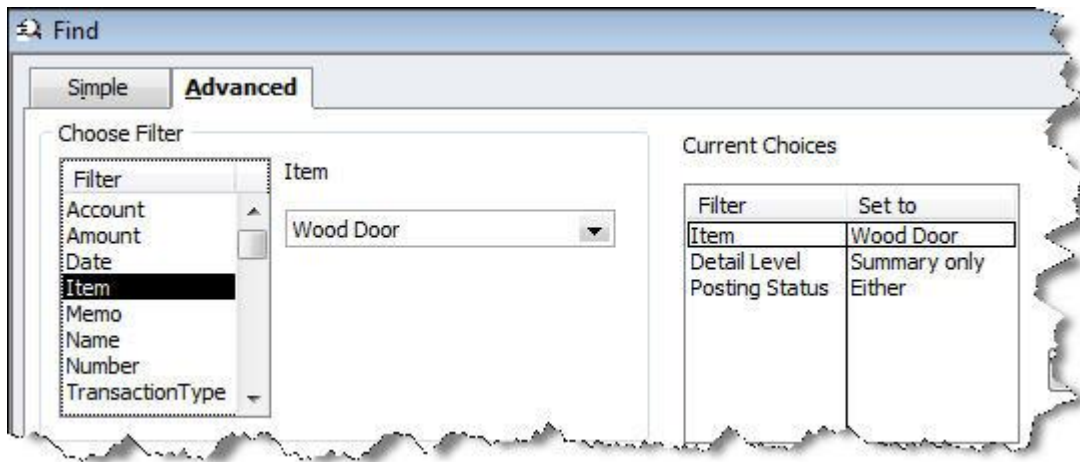 Find
Simple Advanced
Choose Filter
Filter
Account
Amount
Date
Item
Memo
Name
Number
TransactionType
Item
Wood Door
Current Choices
Filter Set to
Item Wood Door
Detail Level Summary only
Posting Status Either